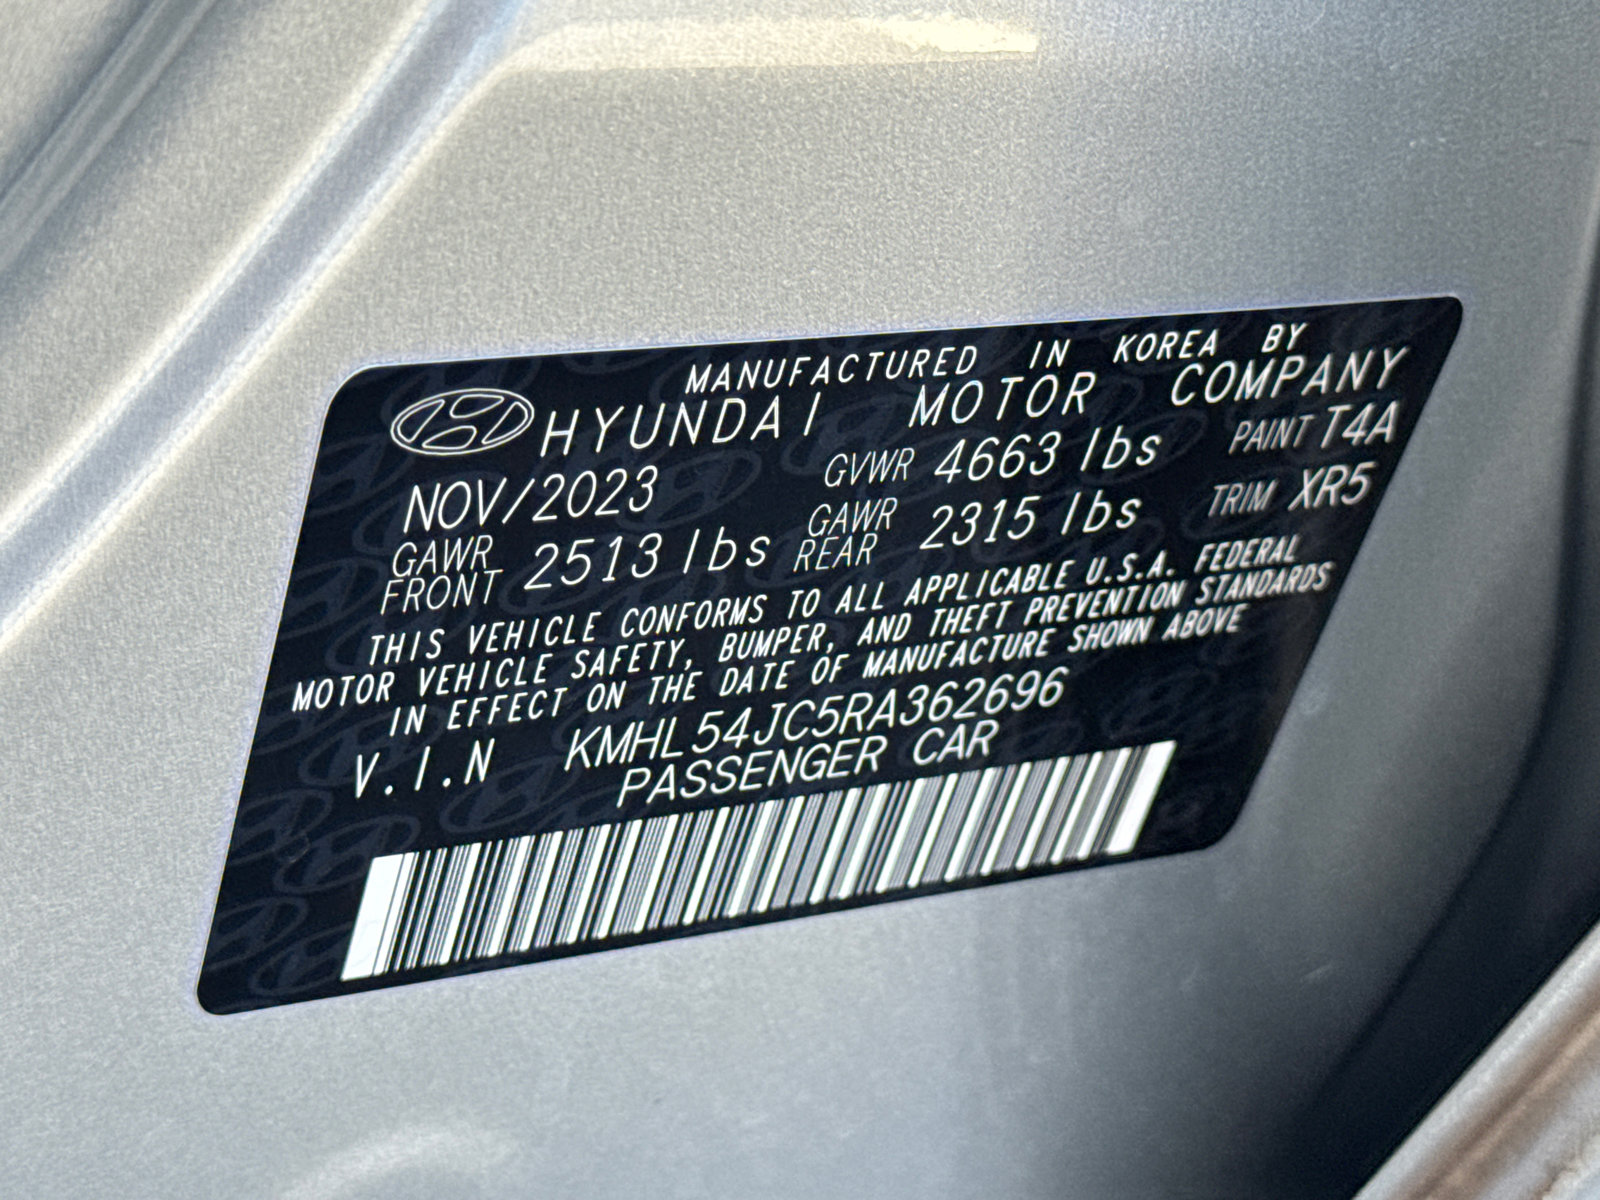 MANUFACTURED IN KOREA BY
HYUNDAI MOTOR COMPANY
NOV/2023 GVWR 4663 lbs PAINT T4A
GAWR FRONT 2513 lbs GAWR REAR 2315 lbs TRIM XR5
THIS VEHICLE CONFORMS TO ALL APPLICABLE U.S.A. FEDERAL
MOTOR VEHICLE SAFETY, BUMPER, AND THEFT PREVENTION STANDARDS
IN EFFECT ON THE DATE OF MANUFACTURE SHOWN ABOVE
V.I.N KMHL54JC5RA362696
PASSENGER CAR